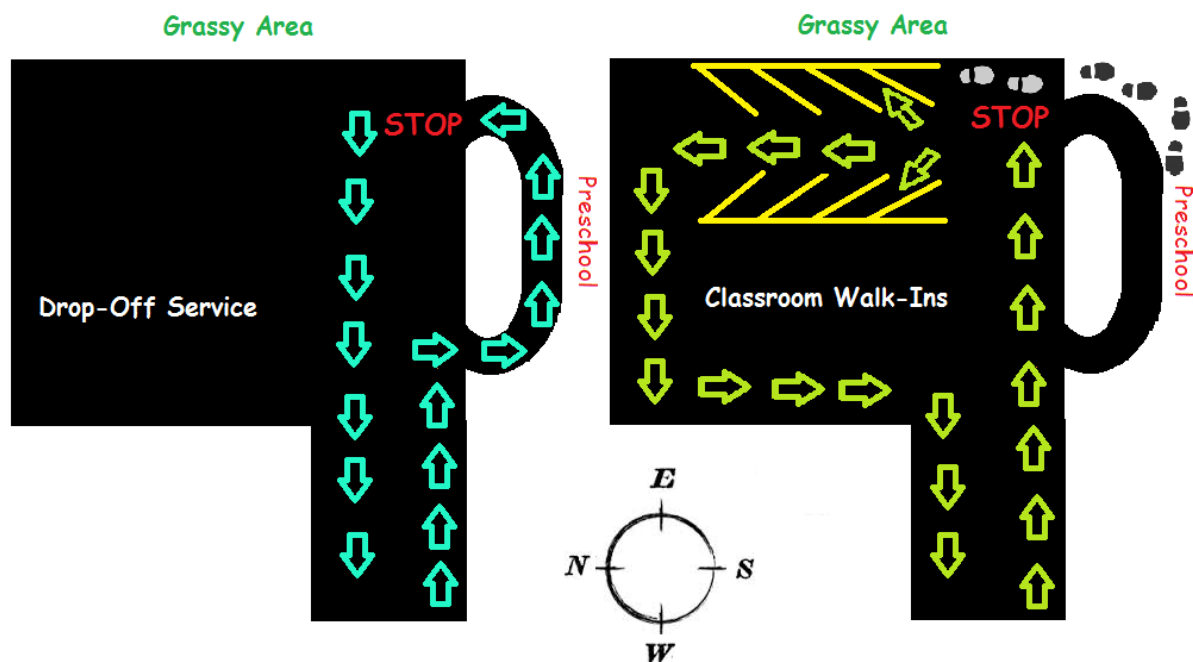 Grassy Area
STOP
Preschool
Drop-Off Service
Grassy Area
STOP
Preschool
Classroom Walk-Ins
E
N
S
W